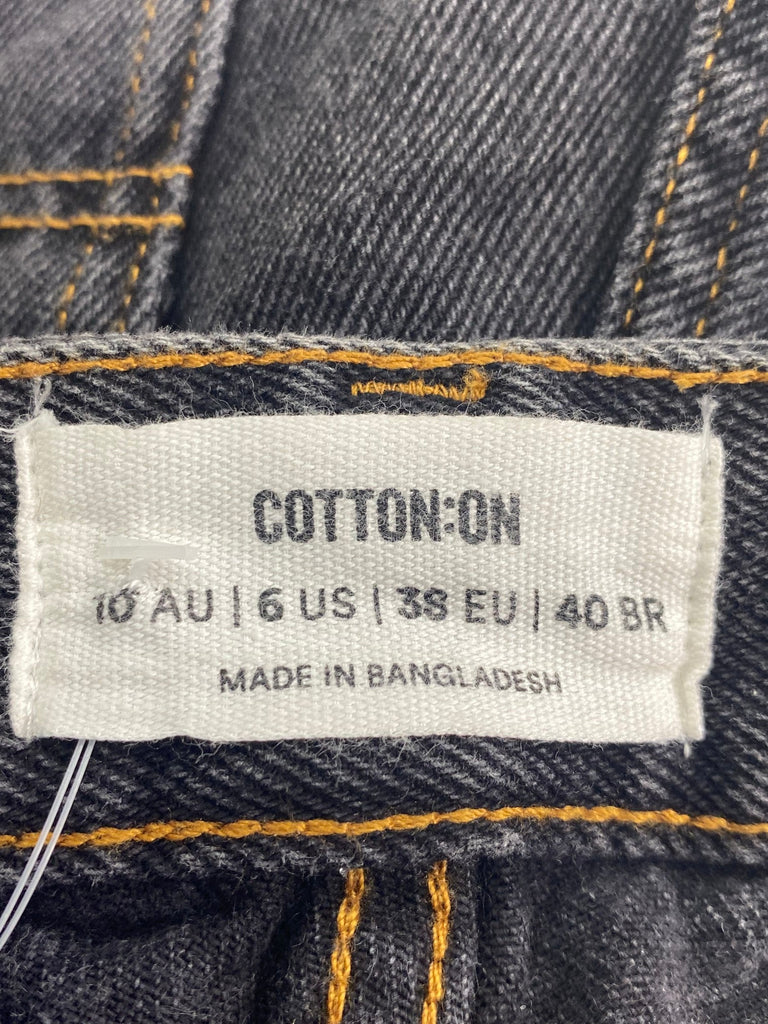 COTTON:ON
10 AU | 6 US | 38 EU | 40 BR
MADE IN BANGLADESH